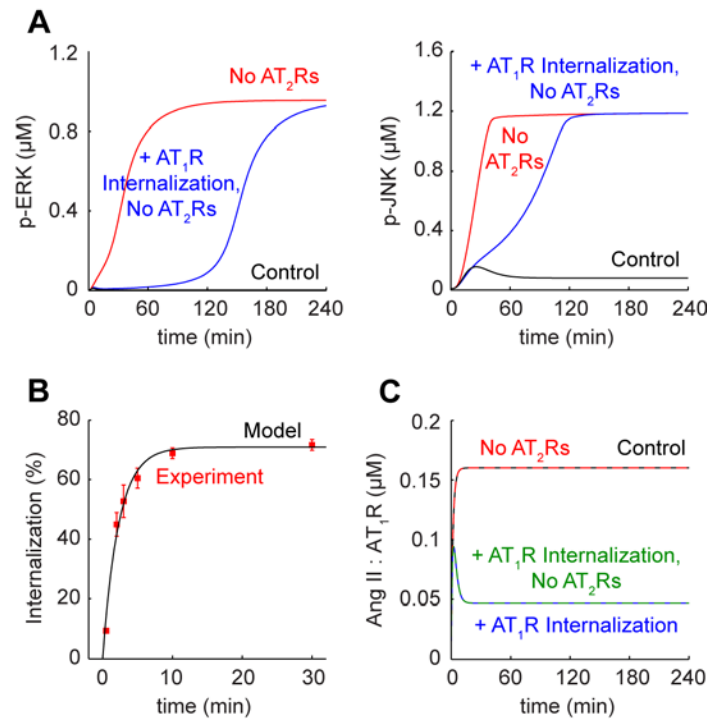 A
p-ERK (µM)
1.2
0.8
0.4
0
No AT₂Rs
+ AT₁R
Internalization,
No AT₂Rs
Control
0 60 120 180 240
time (min)
p-JNK (µM)
1.6
1.2
0.8
0.4
0
+ AT₁R Internalization,
No AT₂Rs
No
AT₂Rs
Control
0 60 120 180 240
time (min)
B
Internalization (%)
80
60
40
20
0
Model
Experiment
0 10 20 30
time (min)
C
Ang II : AT₁R (µM)
0.2
0.15
0.1
0.05
0
No AT₂Rs Control
+ AT₁R Internalization,
No AT₂Rs
+ AT₁R Internalization
0 60 120 180 240
time (min)